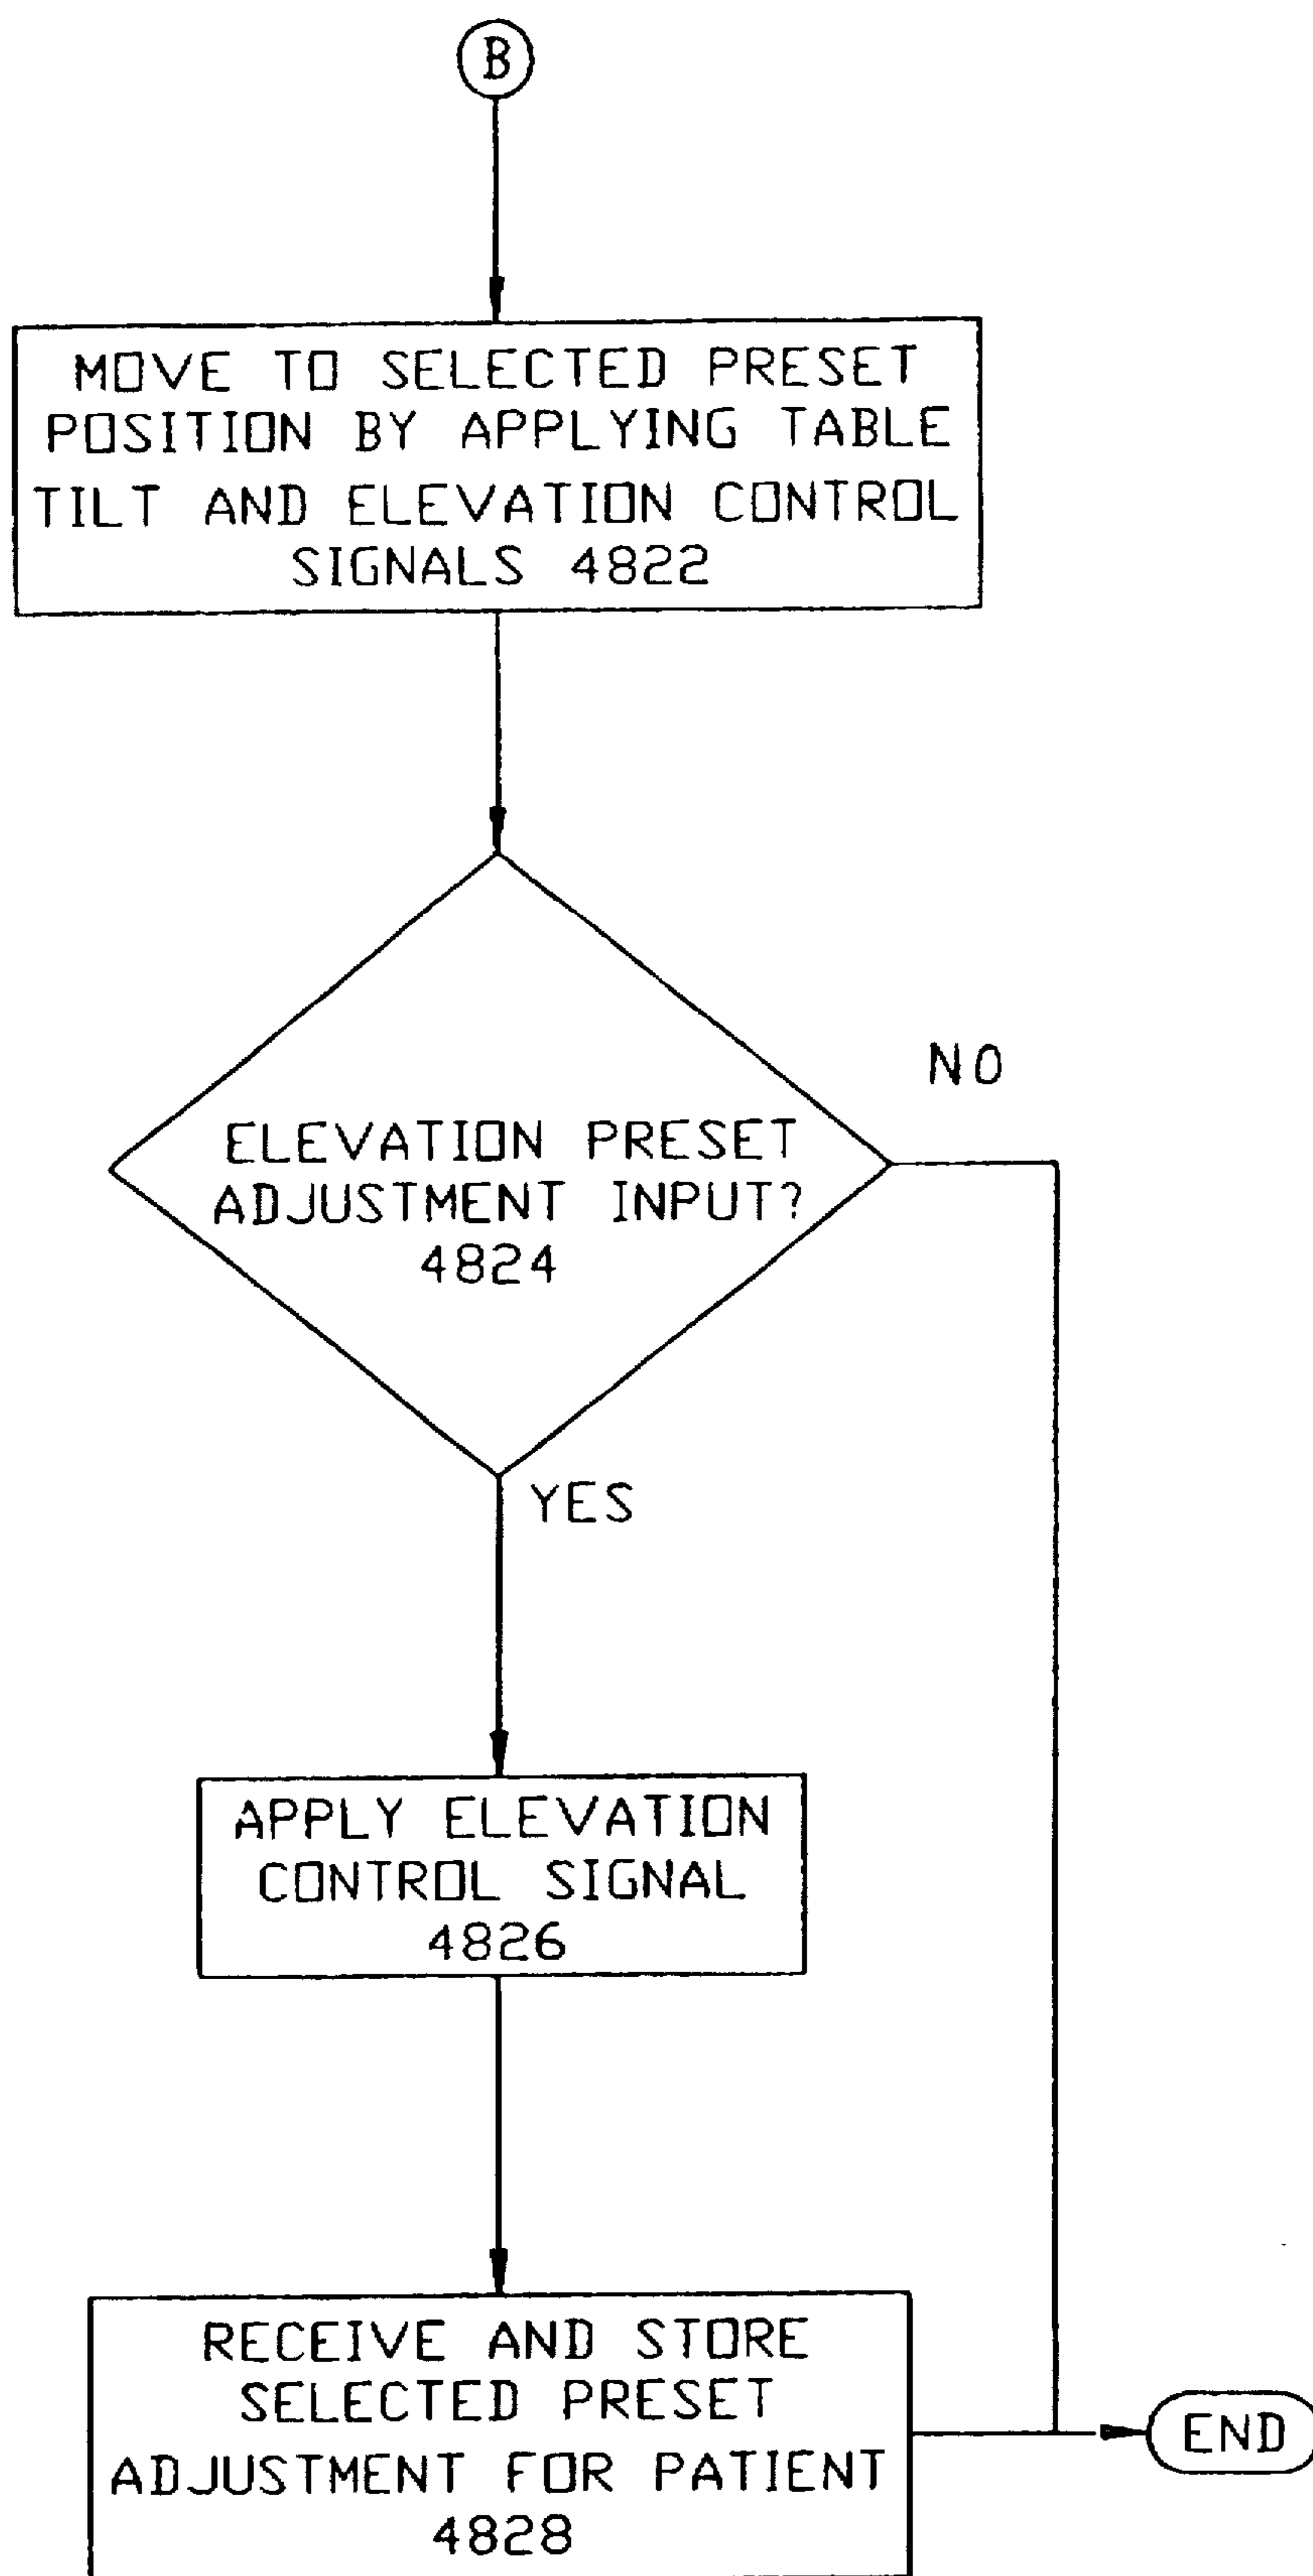 B
MOVE TO SELECTED PRESET
POSITION BY APPLYING TABLE
TILT AND ELEVATION CONTROL
SIGNALS 4822
NO
ELEVATION PRESET
ADJUSTMENT INPUT?
4824
YES
APPLY ELEVATION
CONTROL SIGNAL
4826
RECEIVE AND STORE
SELECTED PRESET
ADJUSTMENT FOR PATIENT
4828
END